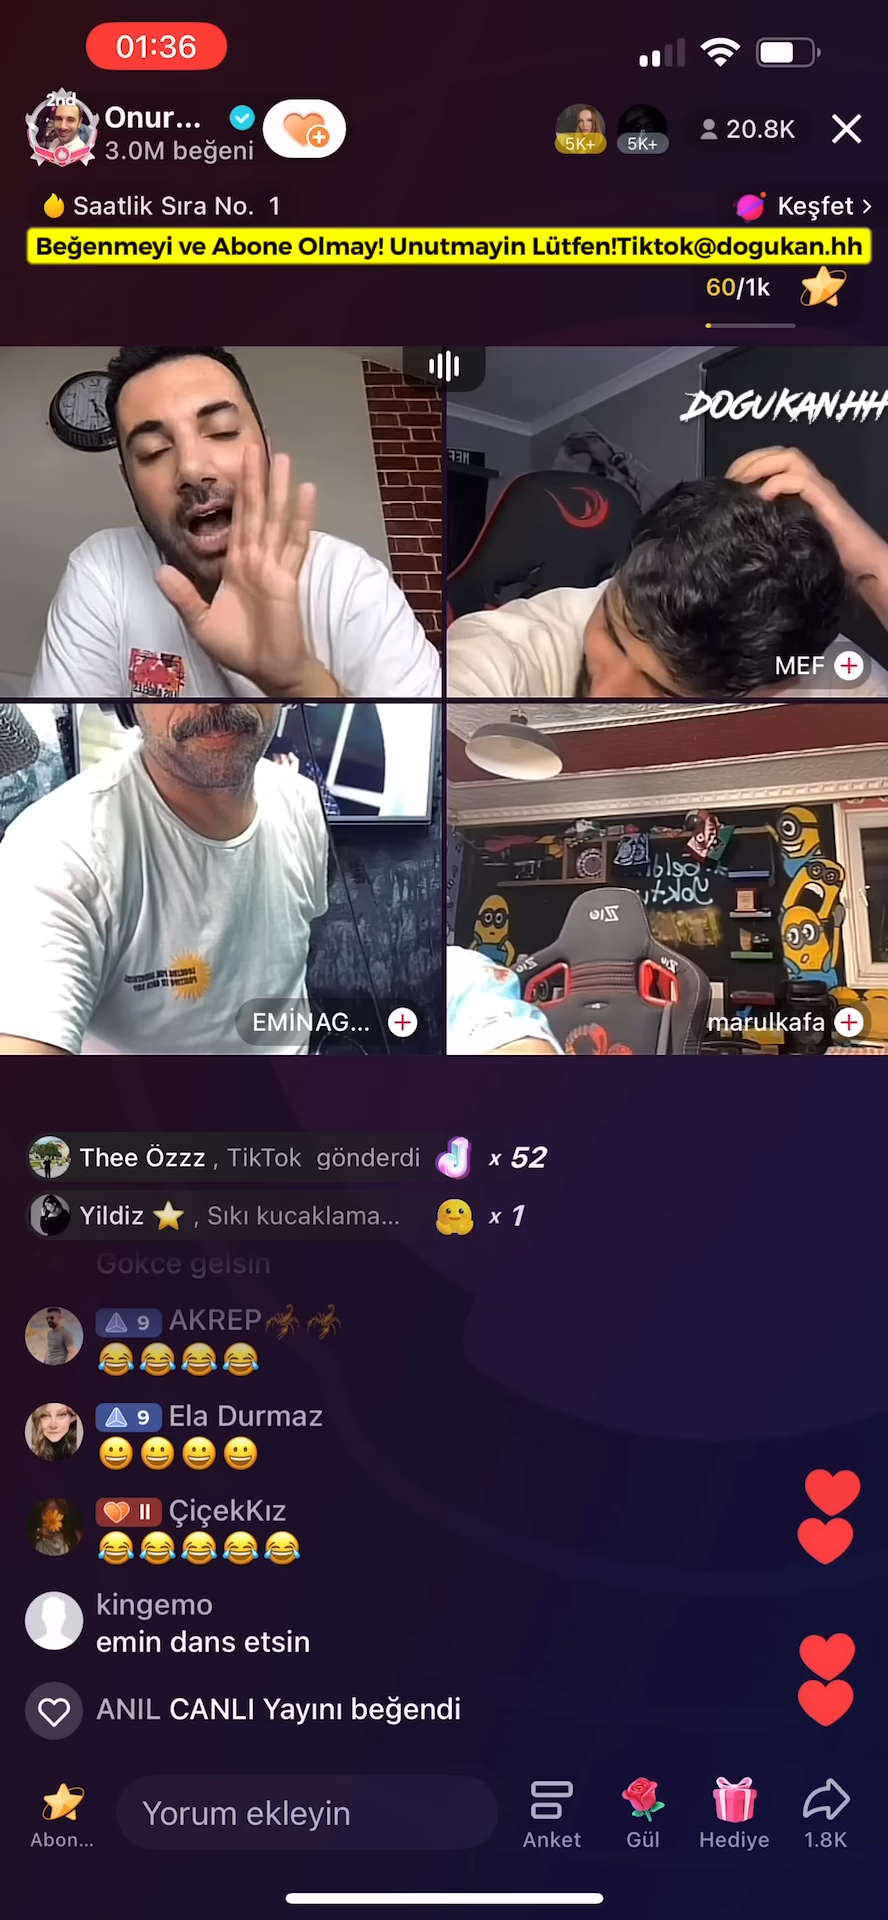 01:36
2nd
Onur...
3.0M beğeni
5K+
5K+
20.8K
Saatlik Sıra No. 1
Keşfet >
Beğenmeyi ve Abone Olmay! Unutmayin Lütfen!Tiktok@dogukan.hh
60/1k
DOGUKAN.HH
MEF
MEF
EMİNAG...
marulkafa
Thee Özzz , TikTok gönderdi x 52
Yildiz , Sıkı kucaklama... x 1
Gokce gelsin
9 AKREP🦂🦂
😂😂😂😂
9 Ela Durmaz
😀😀😀😀
II ÇiçekKız
😂😂😂😂😂
kingemo
emin dans etsin
ANIL CANLI Yayını beğendi
Abon...
Yorum ekleyin
Anket
Gül
Hediye
1.8K